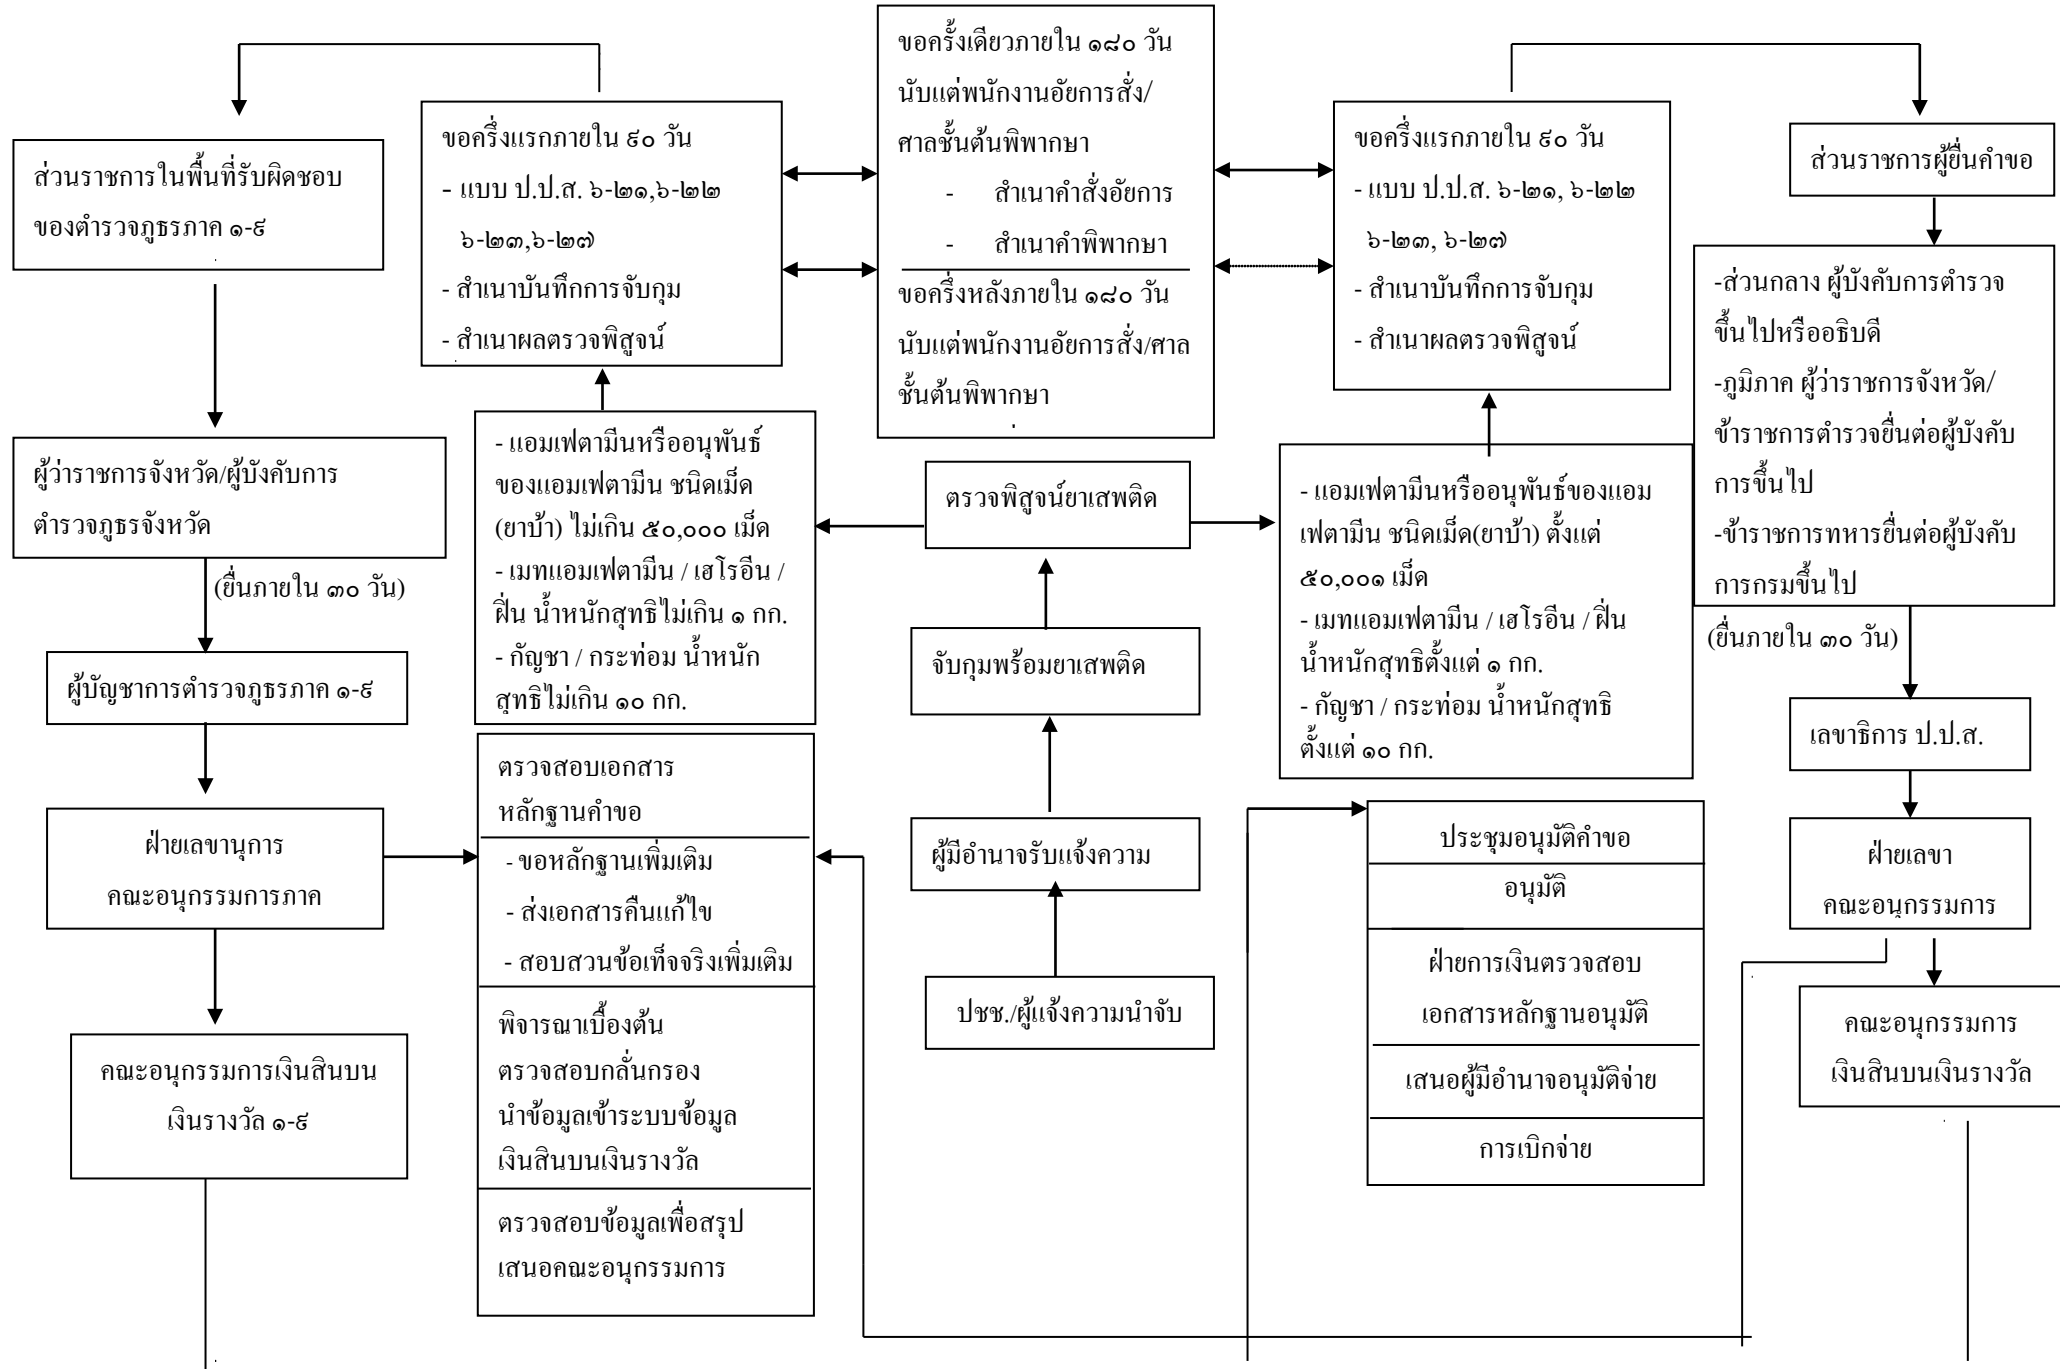 ขอครั้งเดียวภายใน ๑๘๐ วัน
นับแต่พนักงานอัยการสั่ง/
ศาลชั้นต้นพิพากษา
- สำเนาคำสั่งอัยการ
- สำเนาคำพิพากษา
ขอครึ่งหลังภายใน ๑๘๐ วัน
นับแต่พนักงานอัยการสั่ง/ศาล
ชั้นต้นพิพากษา
ขอครึ่งแรกภายใน ๙๐ วัน
- แบบ ป.ป.ส. ๖-๒๑,๖-๒๒
๖-๒๓,๖-๒๗
- สำเนาบันทึกการจับกุม
- สำเนาผลตรวจพิสูจน์
ขอครึ่งแรกภายใน ๙๐ วัน
- แบบ ป.ป.ส. ๖-๒๑, ๖-๒๒
๖-๒๓, ๖-๒๗
- สำเนาบันทึกการจับกุม
- สำเนาผลตรวจพิสูจน์
ส่วนราชการในพื้นที่รับผิดชอบ
ของตำรวจภูธรภาค ๑-๙
ส่วนราชการผู้ยื่นคำขอ
-ส่วนกลาง ผู้บังคับการตำรวจ
ขึ้นไปหรืออธิบดี
-ภูมิภาค ผู้ว่าราชการจังหวัด/
ข้าราชการตำรวจยื่นต่อผู้บังคับ
การขึ้นไป
-ข้าราชการทหารยื่นต่อผู้บังคับ
การกรมขึ้นไป
(ยื่นภายใน ๓๐ วัน)
ผู้ว่าราชการจังหวัด/ผู้บังคับการ
ตำรวจภูธรจังหวัด
(ยื่นภายใน ๓๐ วัน)
- แอมเฟตามีนหรืออนุพันธ์
ของแอมเฟตามีน ชนิดเม็ด
(ยาบ้า) ไม่เกิน ๕๐,๐๐๐ เม็ด
- เมทแอมเฟตามีน / เฮโรอีน /
ฝิ่น น้ำหนักสุทธิไม่เกิน ๑ กก.
- กัญชา / กระท่อม น้ำหนัก
สุทธิไม่เกิน ๑๐ กก.
ตรวจพิสูจน์ยาเสพติด
- แอมเฟตามีนหรืออนุพันธ์ของแอม
เฟตามีน ชนิดเม็ด(ยาบ้า) ตั้งแต่
๕๐,๐๐๑ เม็ด
- เมทแอมเฟตามีน / เฮโรอีน / ฝิ่น
น้ำหนักสุทธิตั้งแต่ ๑ กก.
- กัญชา / กระท่อม น้ำหนักสุทธิ
ตั้งแต่ ๑๐ กก.
จับกุมพร้อมยาเสพติด
ผู้บัญชาการตำรวจภูธรภาค ๑-๙
เลขาธิการ ป.ป.ส.
ฝ่ายเลขานุการ
คณะอนุกรรมการภาค
ตรวจสอบเอกสาร
หลักฐานคำขอ
- ขอหลักฐานเพิ่มเติม
- ส่งเอกสารคืนแก้ไข
- สอบสวนข้อเท็จจริงเพิ่มเติม
พิจารณาเบื้องต้น
ตรวจสอบกลั่นกรอง
นำข้อมูลเข้าระบบข้อมูล
เงินสินบนเงินรางวัล
ตรวจสอบข้อมูลเพื่อสรุป
เสนอคณะอนุกรรมการ
ผู้มีอำนาจรับแจ้งความ
ปชช./ผู้แจ้งความนำจับ
ประชุมอนุมัติคำขอ
อนุมัติ
ฝ่ายการเงินตรวจสอบ
เอกสารหลักฐานอนุมัติ
เสนอผู้มีอำนาจอนุมัติจ่าย
การเบิกจ่าย
ฝ่ายเลขา
คณะอนุกรรมการ
คณะอนุกรรมการ
เงินสินบนเงินรางวัล
คณะอนุกรรมการเงินสินบน
เงินรางวัล ๑-๙